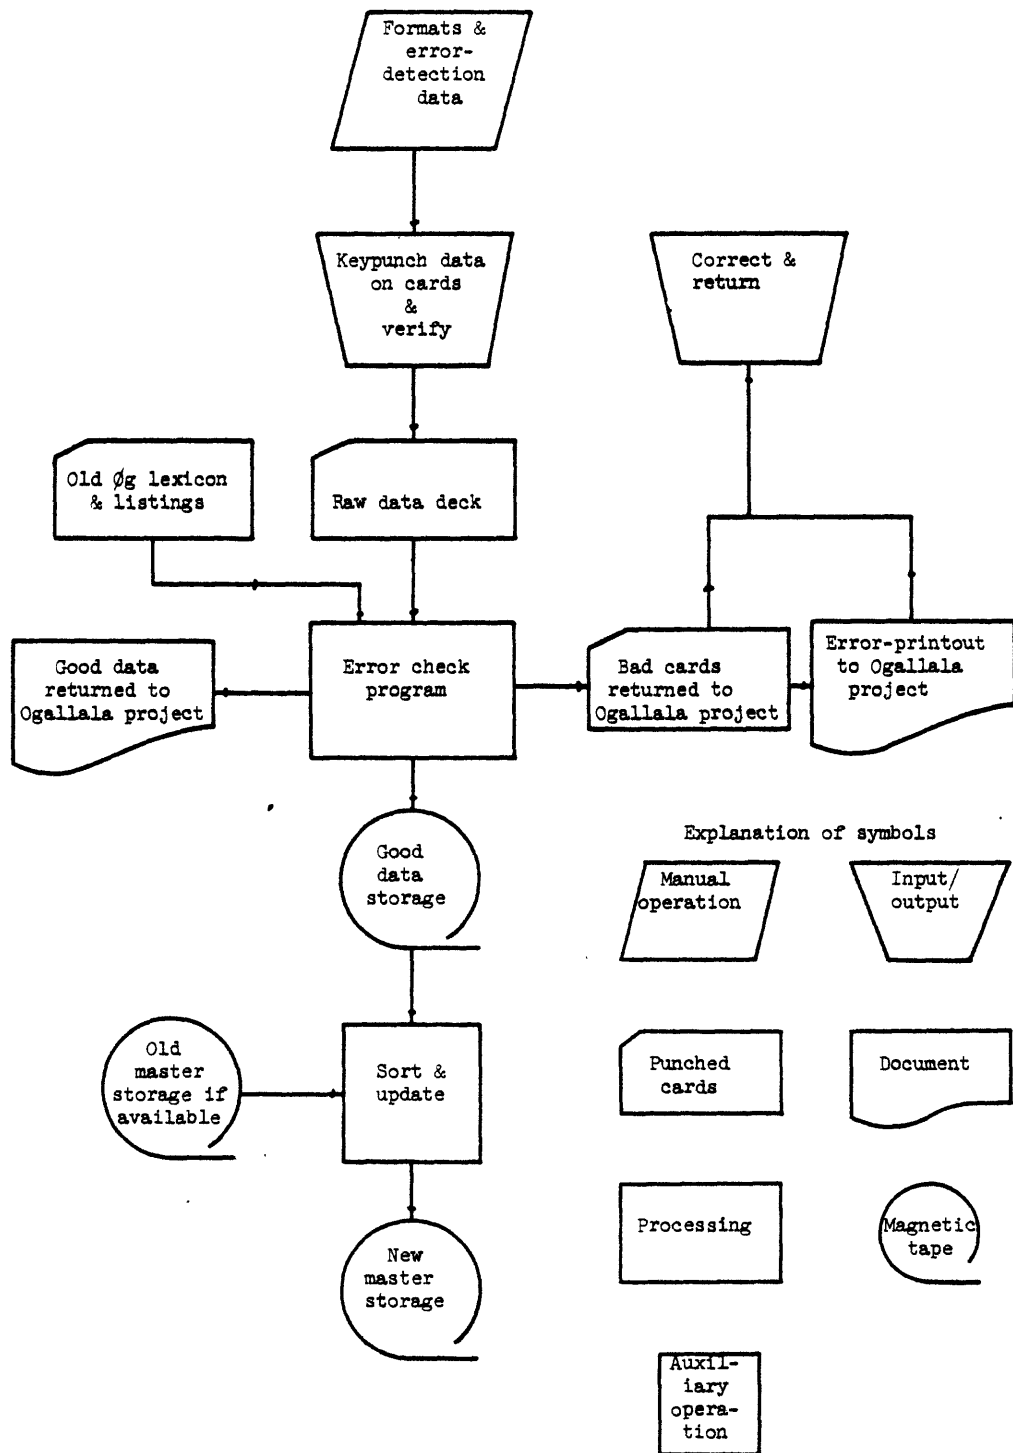 Formats &
error-
detection
data
Keypunch data
on cards
&
verify
Correct &
return
Old Øg lexicon
& listings
Raw data deck
Good data
returned to
Ogallala project
Error check
program
Bad cards
returned to
Ogallala project
Error-printout
to Ogallala
project
Good
data
storage
Old
master
storage if
available
Sort &
update
New
master
storage
Explanation of symbols
Manual
operation
Input/
output
Punched
cards
Document
Processing
Magnetic
tape
Auxil-
iary
opera-
tion